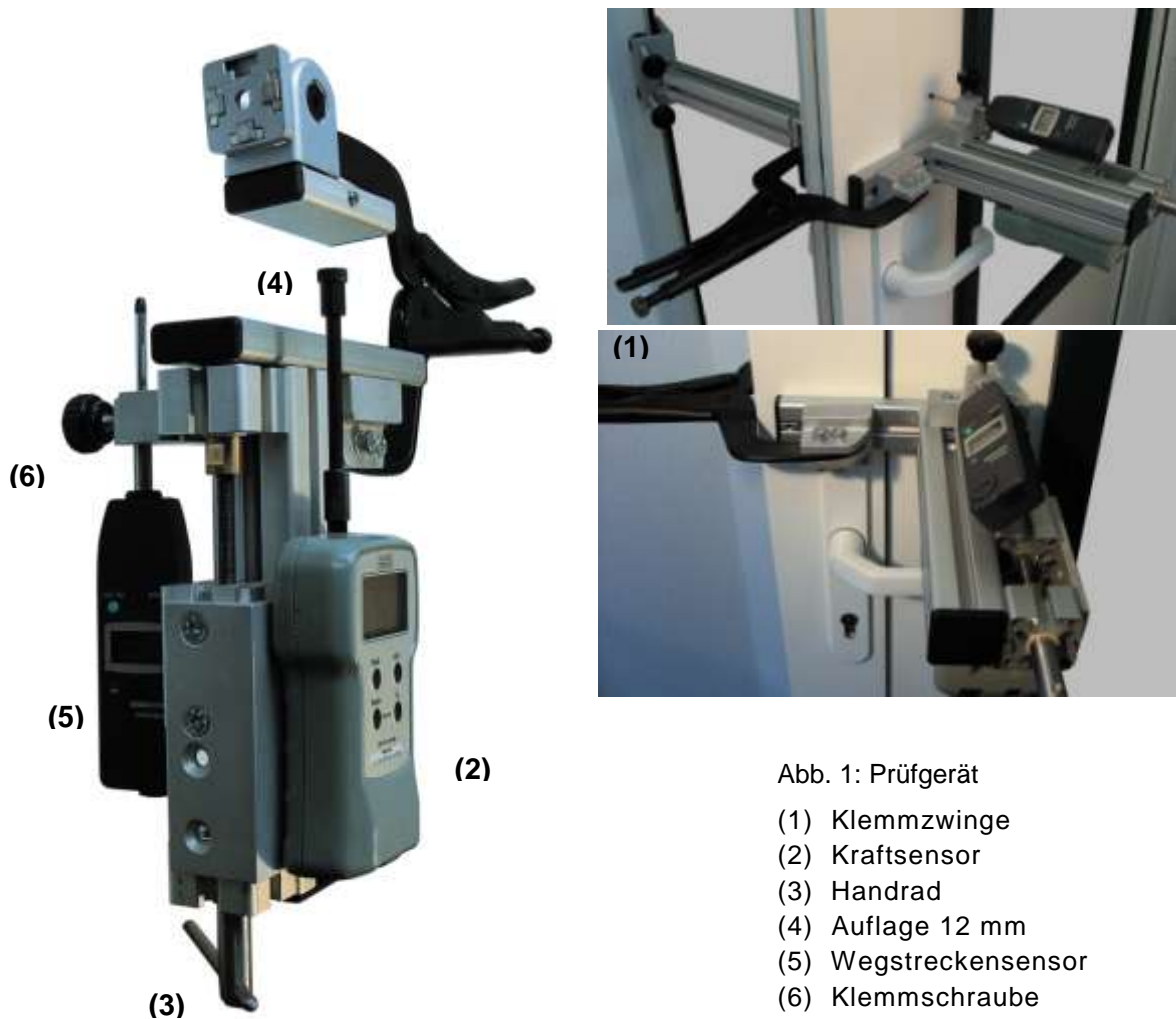 (4)
(1)
(6)
(5)
(2)
(3)
Abb. 1: Prüfgerät
(1) Klemmzwinge
(2) Kraftsensor
(3) Handrad
(4) Auflage 12 mm
(5) Wegstreckensensor
(6) Klemmschraube